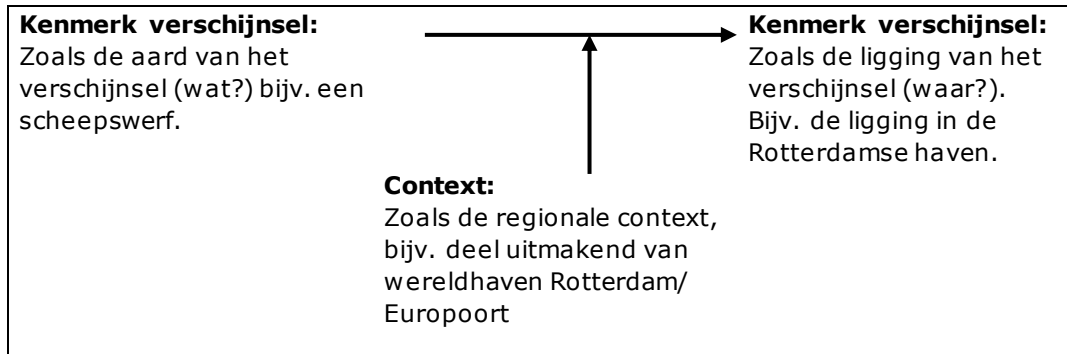 Kenmerk verschijnsel:
Zoals de aard van het
verschijnsel (wat?) bijv. een
scheepswerf.
Kenmerk verschijnsel:
Zoals de ligging van het
verschijnsel (waar?).
Bijv. de ligging in de
Rotterdamse haven.
Context:
Zoals de regionale context,
bijv. deel uitmakend van
wereldhaven Rotterdam/
Europoort